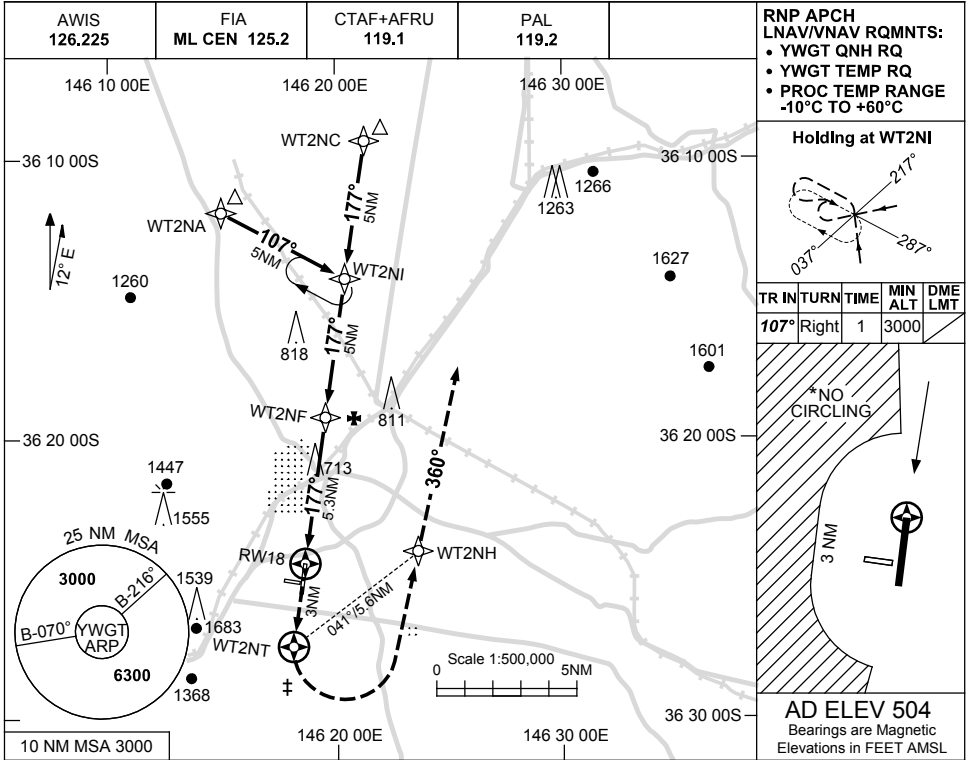 AWIS
126.225
FIA
ML CEN 125.2
CTAF+AFRU
119.1
PAL
119.2
RNP APCH
LNAV/VNAV RQMNTS:
• YWGT QNH RQ
• YWGT TEMP RQ
• PROC TEMP RANGE
-10°C TO +60°C
146 10 00E
146 20 00E
146 30 00E
Holding at WT2NI
217°
287°
037°
TR IN
TURN
TIME
MIN
ALT
DME
LMT
107°
Right
1
3000
WT2NC
36 10 00S
36 10 00S
1266
1263
177°
5NM
WT2NA
107°
5NM
WT2NI
12° E
1260
1627
818
177°
5NM
1601
811
WT2NF
36 20 00S
36 20 00S
*NO
CIRCLING
3 NM
713
1447
1555
177°
5.3NM
360°
25 NM MSA
3000
B-216°
B-070°
YWGT
ARP
6300
RW18
WT2NH
1539
1683
3NM
041°/5.6NM
WT2NT
1368
‡
Scale 1:500,000
0
5NM
36 30 00S
10 NM MSA 3000
146 20 00E
146 30 00E
AD ELEV 504
Bearings are Magnetic
Elevations in FEET AMSL